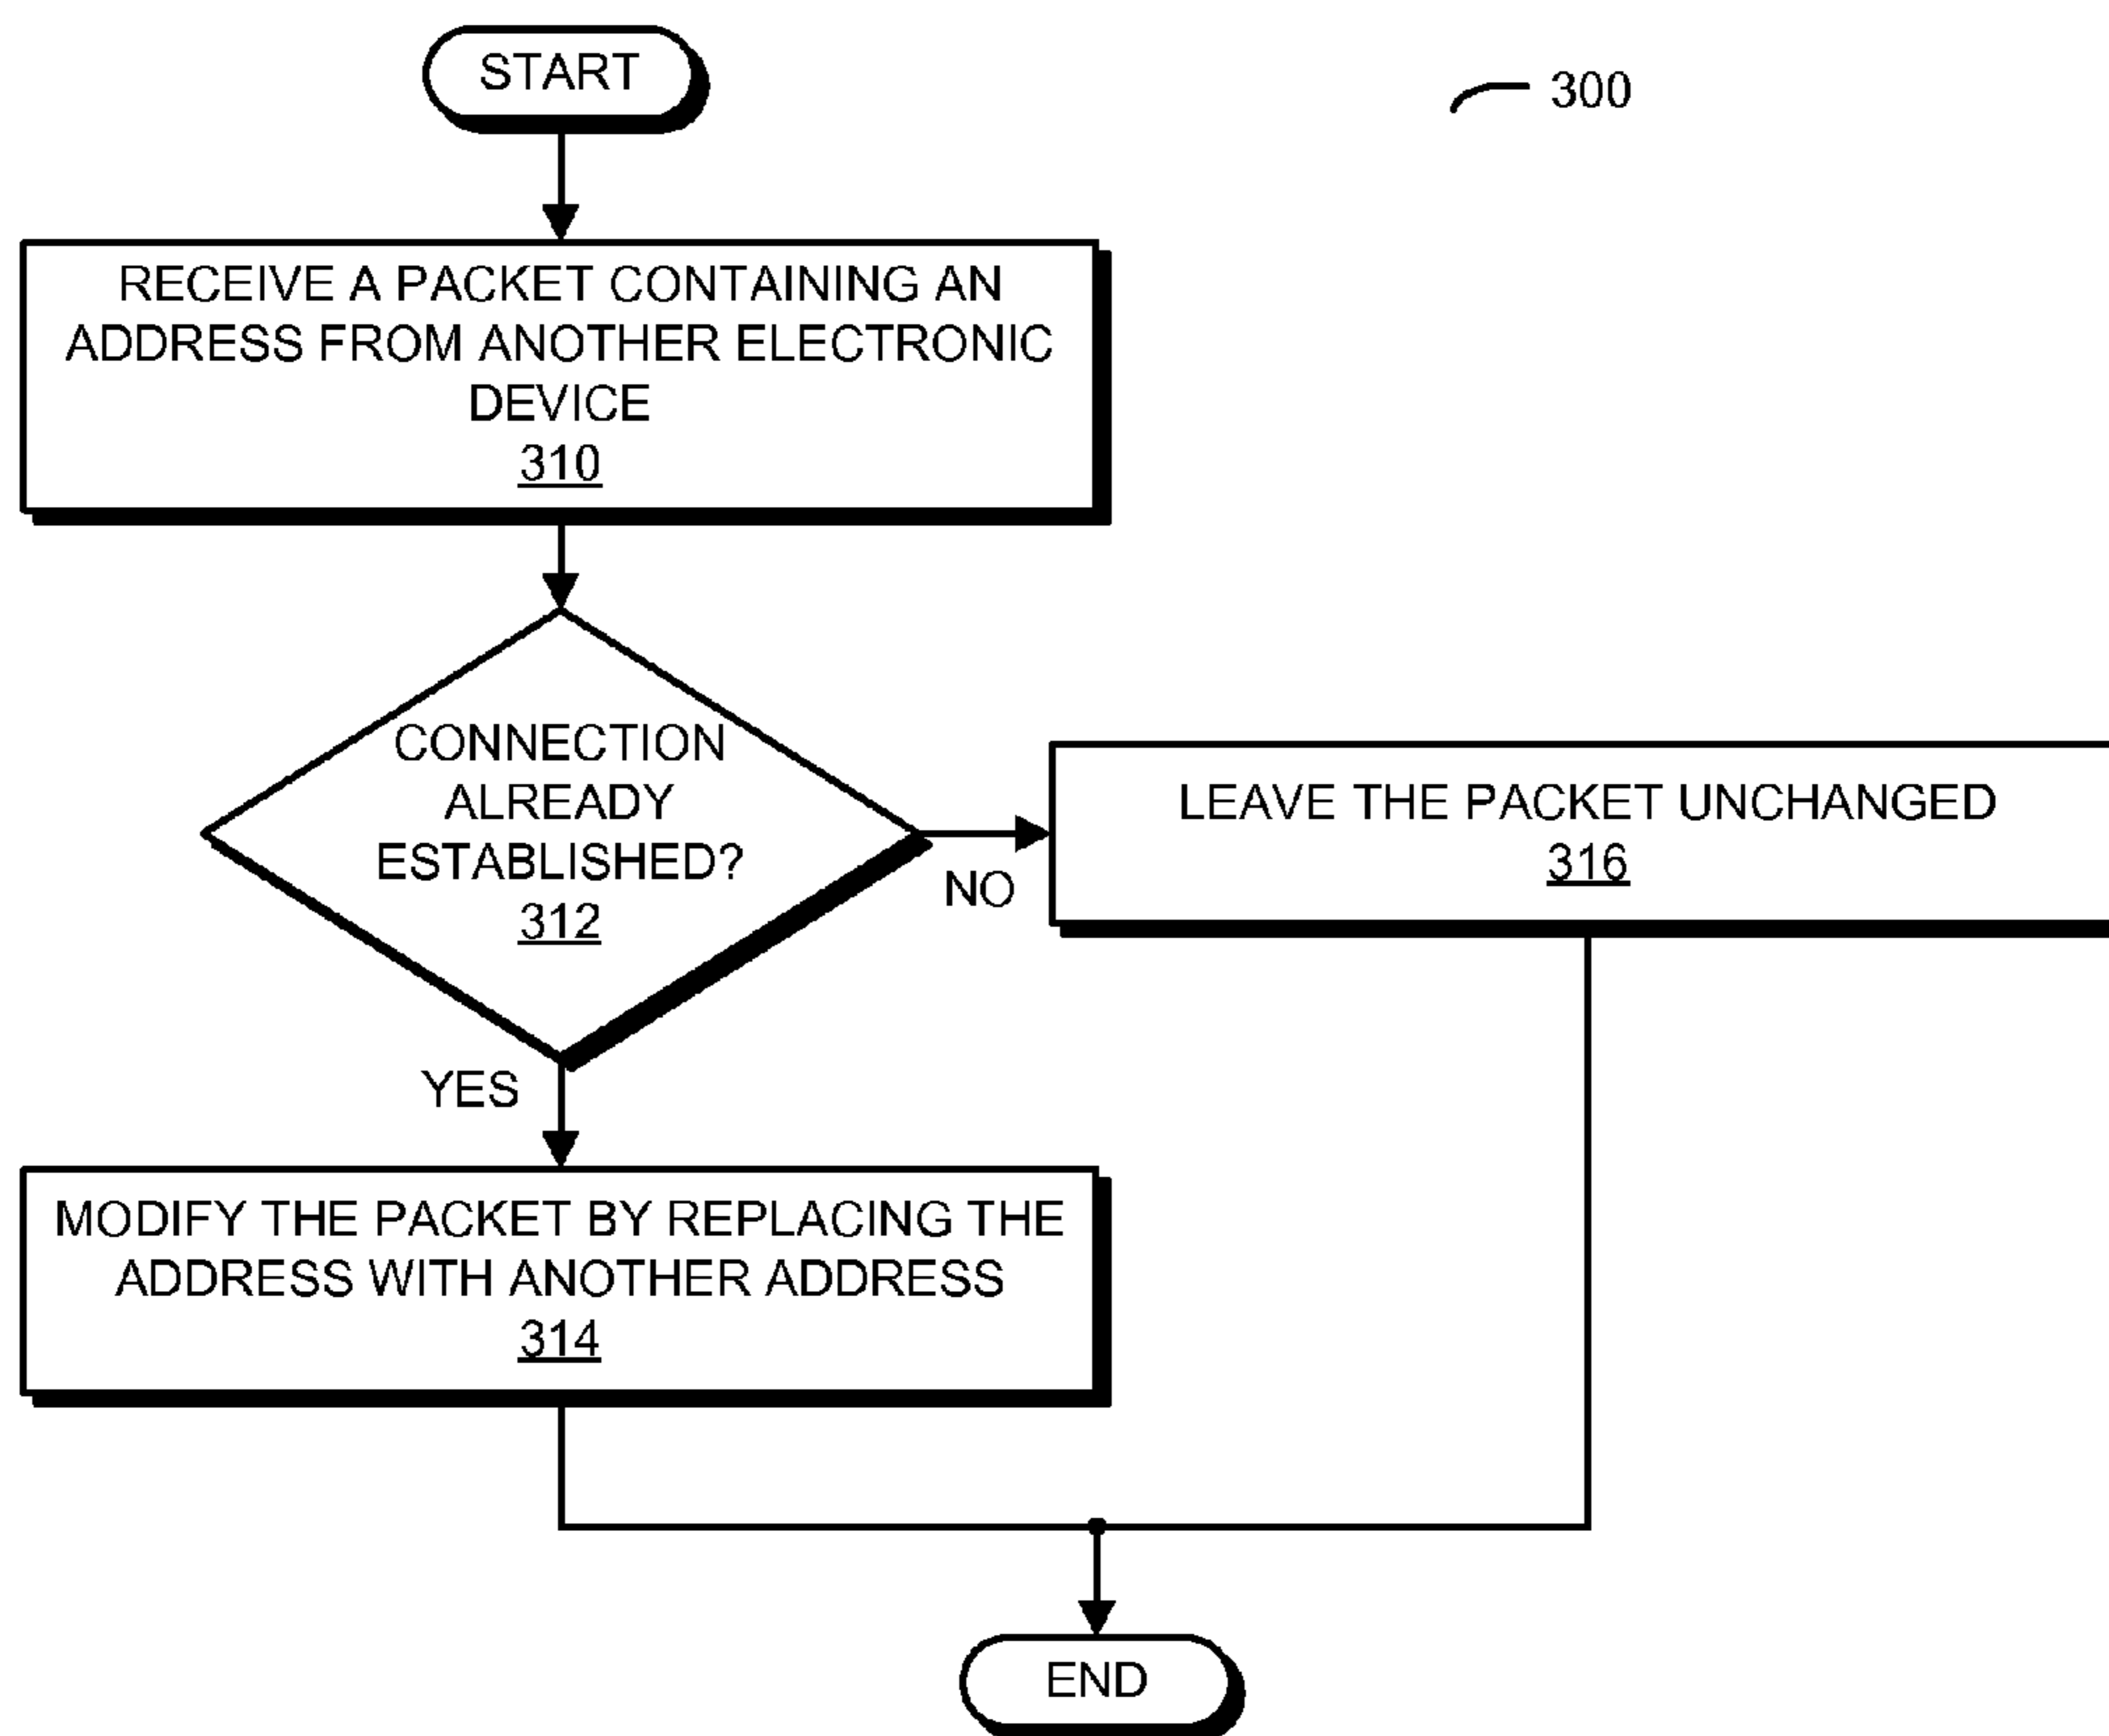 START
300
RECEIVE A PACKET CONTAINING AN
ADDRESS FROM ANOTHER ELECTRONIC
DEVICE
310
CONNECTION
ALREADY
ESTABLISHED?
312
NO
LEAVE THE PACKET UNCHANGED
316
YES
MODIFY THE PACKET BY REPLACING THE
ADDRESS WITH ANOTHER ADDRESS
314
END